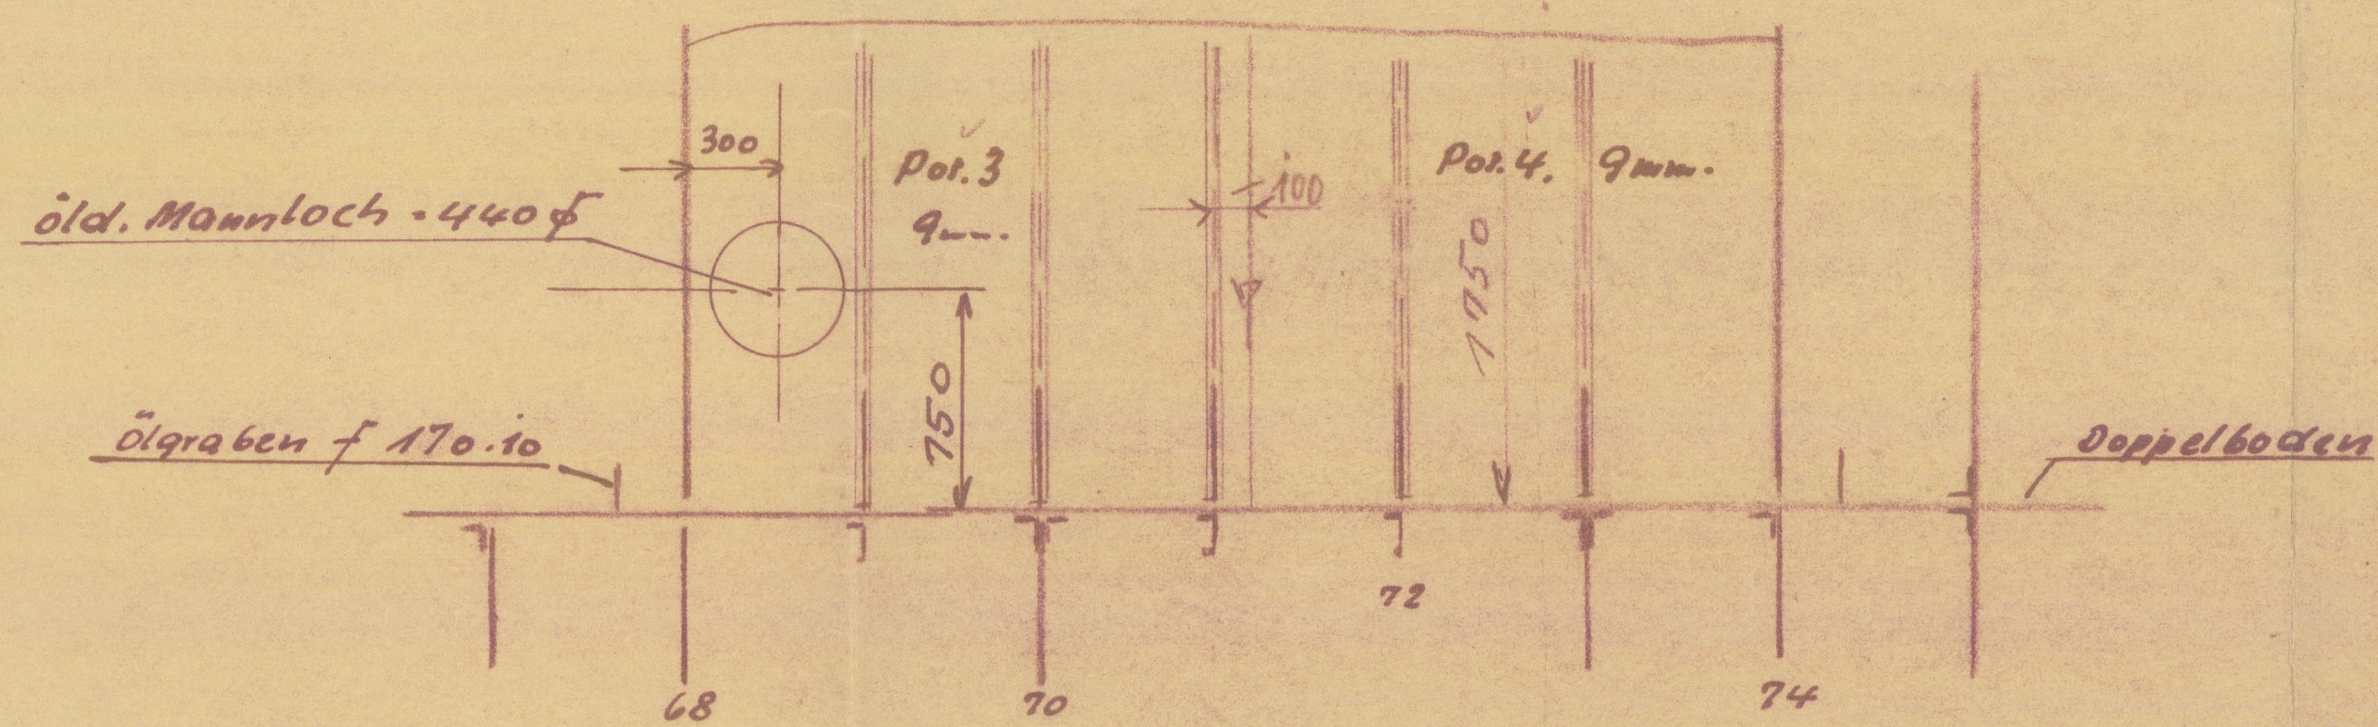 300
Pos. 3
9mm.
100
Pos. 4. 9mm.
öld. Mannloch = 440 ϕ
1750
750
Ölgraben f 170.10
Doppelboden
72
68
70
74